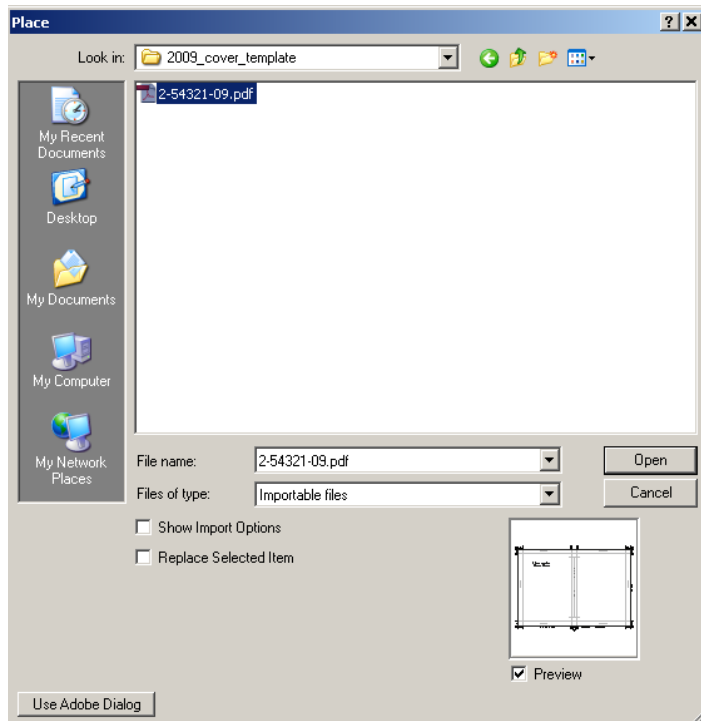 Place
Look in: 2009_cover_template
2-54321-09.pdf
My Recent
Documents
Desktop
My Documents
My Computer
My Network
Places
File name: 2-54321-09.pdf Open
Files of type: Importable files Cancel
Show Import Options
Replace Selected Item
Preview
Use Adobe Dialog